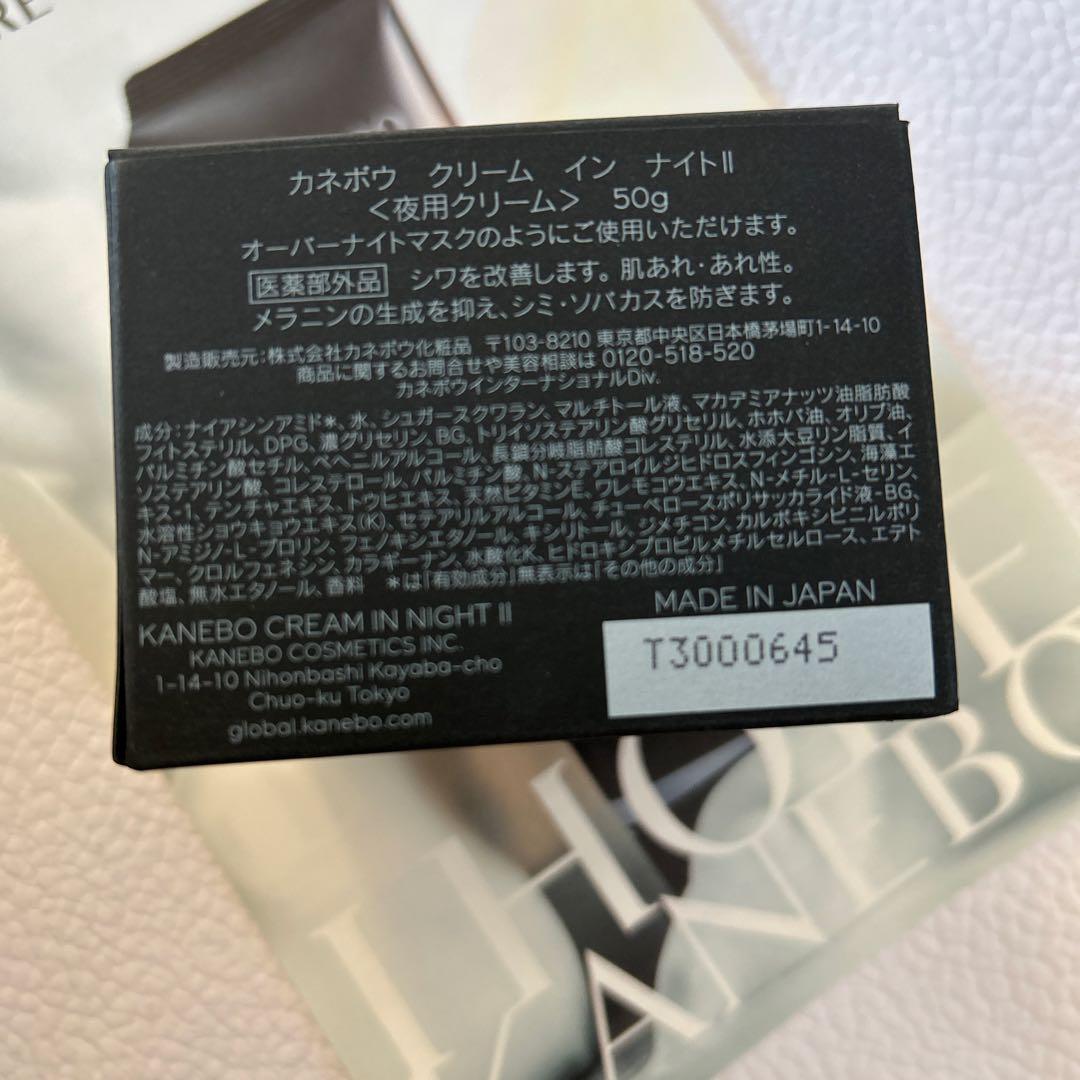 RE
カネボウ クリーム イン ナイトⅡ
＜夜用クリーム＞ 50g
オーバーナイトマスクのようにご使用いただけます。
医薬部外品 シワを改善します。肌あれ・あれ性。
メラニンの生成を抑え、シミ・ソバカスを防ぎます。
製造販売元：株式会社カネボウ化粧品 〒103-8210 東京都中央区日本橋茅場町1-14-10
商品に関するお問合せや美容相談は 0120-518-520
カネボウインターナショナルDiv.
成分：ナイアシンアミド*、水、シュガースクワラン、マルチトール液、マカデミアナッツ油脂肪酸
フィトステリル、DPG、濃グリセリン、BG、トリイソステアリン酸グリセリル、ホホバ油、オリブ油、
パルミチン酸セチル、ベヘニルアルコール、長鎖分岐脂肪酸コレステリル、水添大豆リン脂質、イ
ソステアリン酸、コレステロール、パルミチン酸、N-ステアロイルジヒドロスフィンゴシン、海藻エ
キス-1、テンチャエキス、トウヒエキス、天然ビタミンE、ワレモコウエキス、N-メチル-L-セリン、
水溶性ショウキョウエキス(K)、セテアリルアルコール、チューベロースポリサッカライド液-BG、
N-アミジノ-L-プロリン、フェノキシエタノール、キシリトール、ジメチコン、カルボキシビニルポリ
マー、クロルフェネシン、カラギーナン、水酸化K、ヒドロキシプロピルメチルセルロース、エデト
酸塩、無水エタノール、香料 *は「有効成分」無表示は「その他の成分」
KANEBO CREAM IN NIGHT Ⅱ
KANEBO COSMETICS INC.
1-14-10 Nihonbashi Kayaba-cho
Chuo-ku Tokyo
global.kanebo.com
MADE IN JAPAN
T3000645